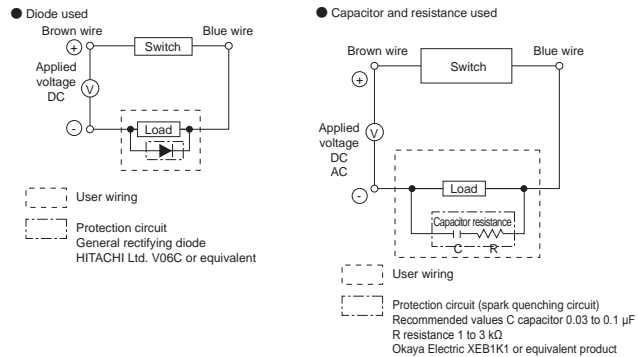 ● Diode used
Brown wire
Blue wire
+
Switch
Applied
voltage
DC
V
-
Load
User wiring
Protection circuit
General rectifying diode
HITACHI Ltd. V06C or equivalent
● Capacitor and resistance used
Brown wire
Blue wire
+
Switch
Applied
voltage
DC
AC
V
-
Load
Capacitor resistance
C R
User wiring
Protection circuit (spark quenching circuit)
Recommended values C capacitor 0.03 to 0.1 µF
R resistance 1 to 3 kΩ
Okaya Electric XEB1K1 or equivalent product